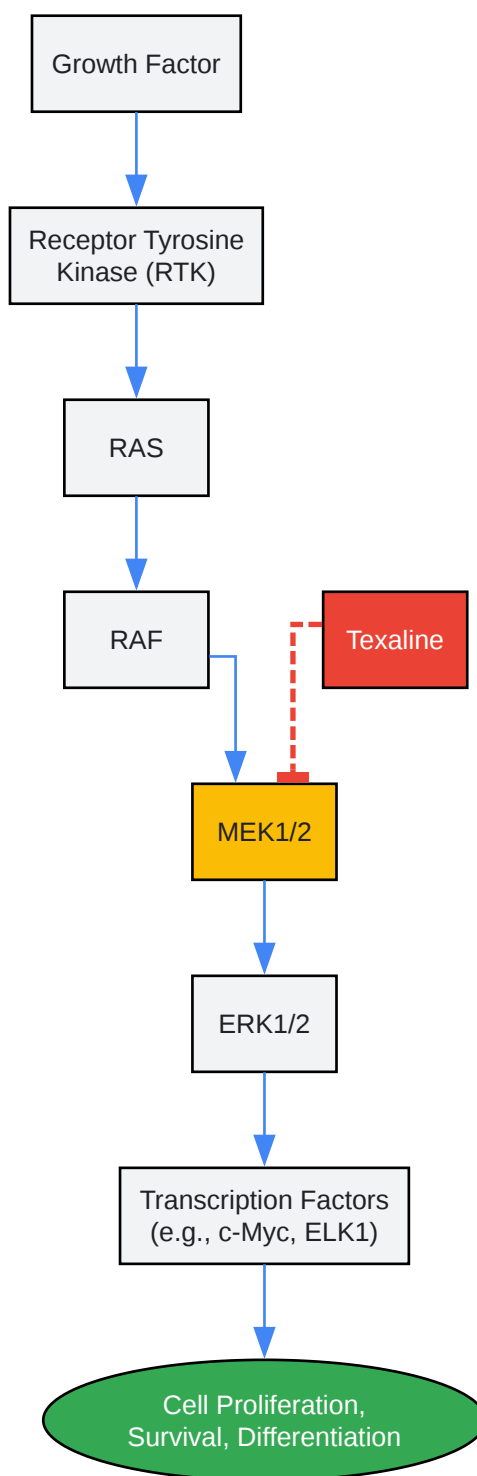 Growth Factor
Receptor Tyrosine
Kinase (RTK)
RAS
RAF
Texaline
MEK1/2
ERK1/2
Transcription Factors
(e.g., c-Myc, ELK1)
Cell Proliferation,
Survival, Differentiation